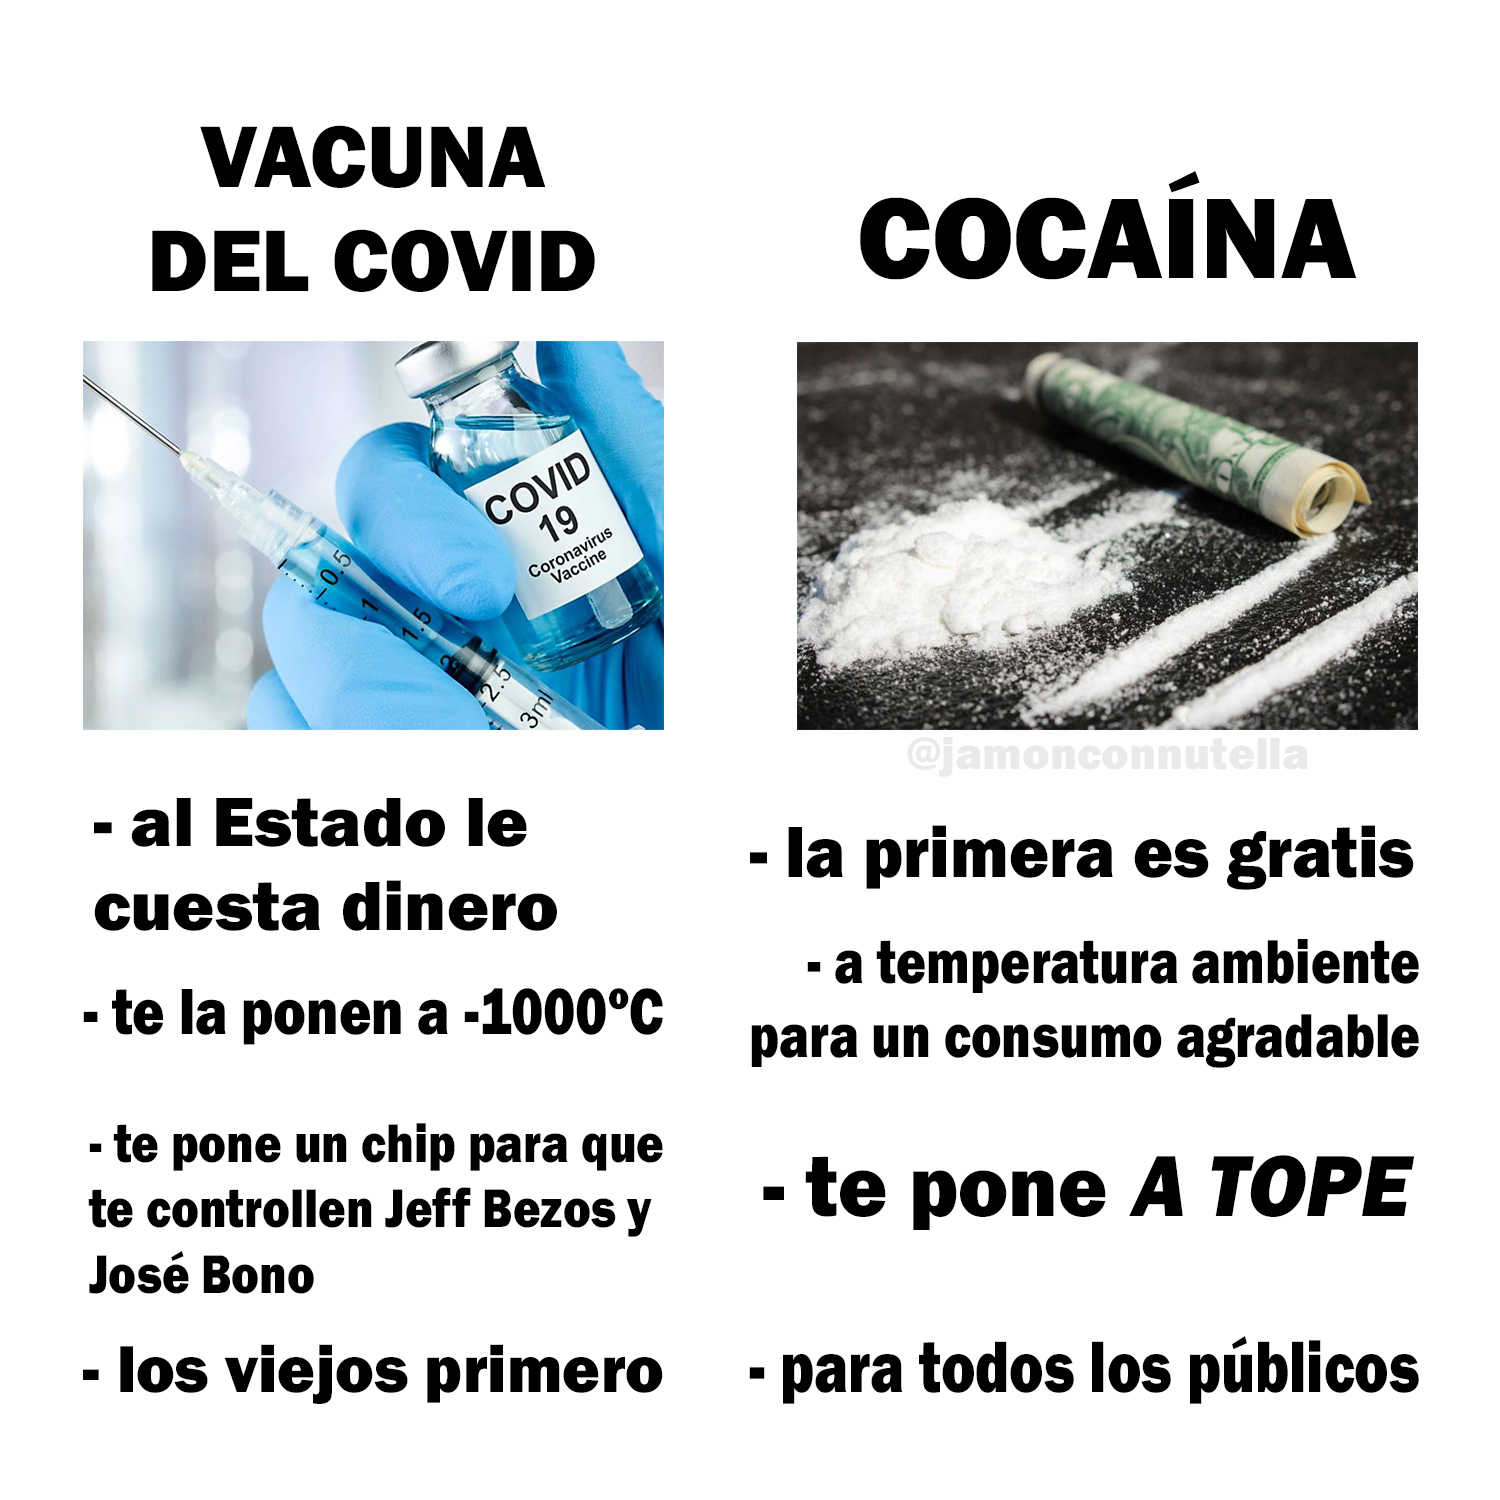 VACUNA
DEL COVID
COVID
19
Coronavirus
Vaccine
0.5
1
1.5
2
2.5
3ml
- al Estado le
cuesta dinero
- te la ponen a -1000ºC
- te pone un chip para que
te controllen Jeff Bezos y
José Bono
- los viejos primero
COCAÍNA
@jamonconnutella
- la primera es gratis
- a temperatura ambiente
para un consumo agradable
- te pone A TOPE
- para todos los públicos